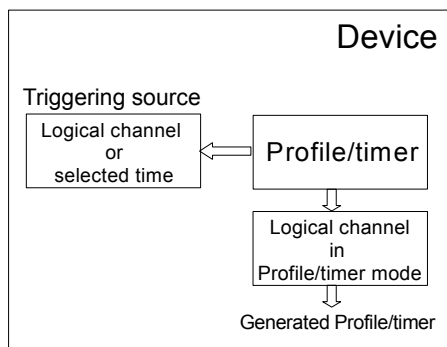 Device
Triggering source
Logical channel
or
selected time
Profile/timer
Logical channel
in
Profile/timer mode
Generated Profile/timer